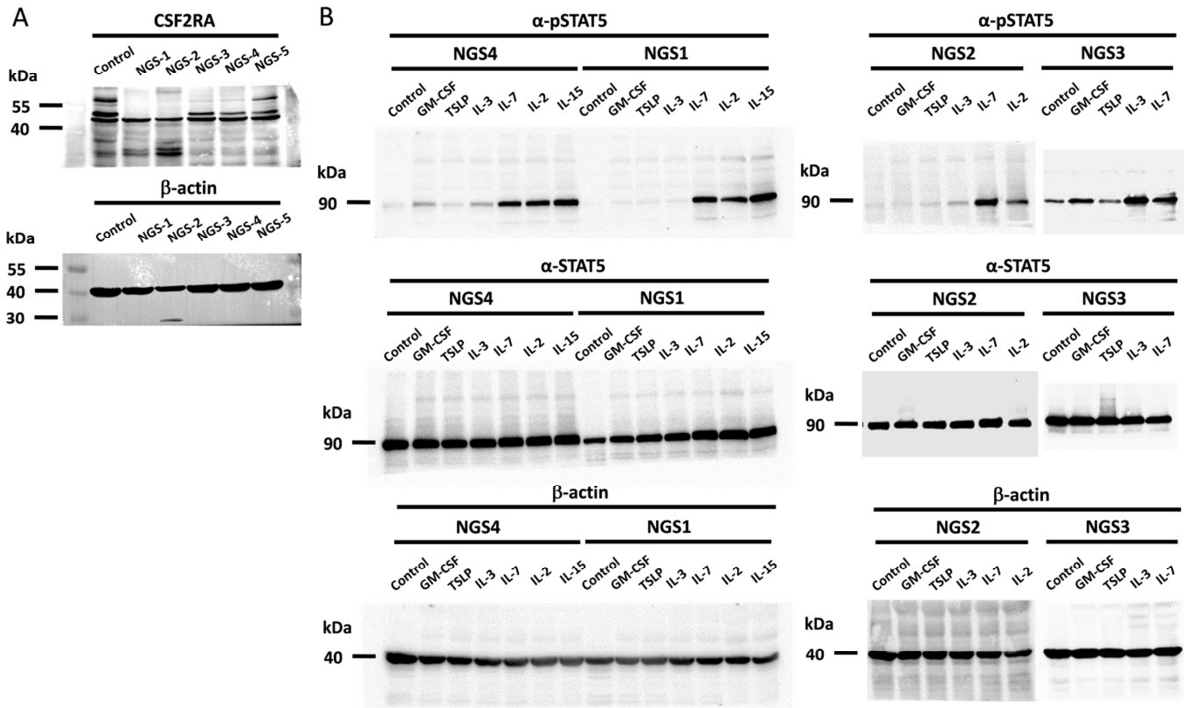 A
CSF2RA
Control NGS-1 NGS-2 NGS-3 NGS-4 NGS-5
kDa
55
40
β-actin
Control NGS-1 NGS-2 NGS-3 NGS-4 NGS-5
kDa
55
40
30
B
α-pSTAT5
NGS4 NGS1
Control GM-CSF TSLP IL-3 IL-7 IL-2 IL-15 Control GM-CSF TSLP IL-3 IL-7 IL-2 IL-15
kDa
90
α-STAT5
NGS4 NGS1
Control GM-CSF TSLP IL-3 IL-7 IL-2 IL-15 Control GM-CSF TSLP IL-3 IL-7 IL-2 IL-15
kDa
90
β-actin
NGS4 NGS1
Control GM-CSF TSLP IL-3 IL-7 IL-2 IL-15 Control GM-CSF TSLP IL-3 IL-7 IL-2 IL-15
kDa
40
α-pSTAT5
NGS2 NGS3
Control GM-CSF TSLP IL-3 IL-7 IL-2 Control GM-CSF TSLP IL-3 IL-7
kDa
90
α-STAT5
NGS2 NGS3
Control GM-CSF TSLP IL-3 IL-7 IL-2 Control GM-CSF TSLP IL-3 IL-7
kDa
90
β-actin
NGS2 NGS3
Control GM-CSF TSLP IL-3 IL-7 IL-2 Control GM-CSF TSLP IL-3 IL-7
kDa
40